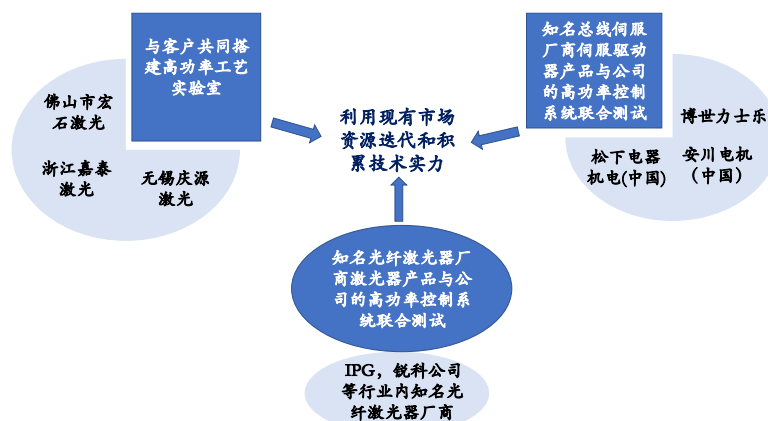 与客户共同搭
建高功率工艺
实验室
佛山市宏
石激光
浙江嘉泰
激光
无锡庆源
激光
利用现有市场
资源迭代和积
累技术实力
知名总线伺服
厂商伺服驱动
器产品与公司
的高功率控制
系统联合测试
博世力士乐
松下电器
机电(中国)
安川电机
（中国）
知名光纤激光器厂
商激光器产品与公
司的高功率控制系
统联合测试
IPG，锐科公司
等行业内知名光
纤激光器厂商